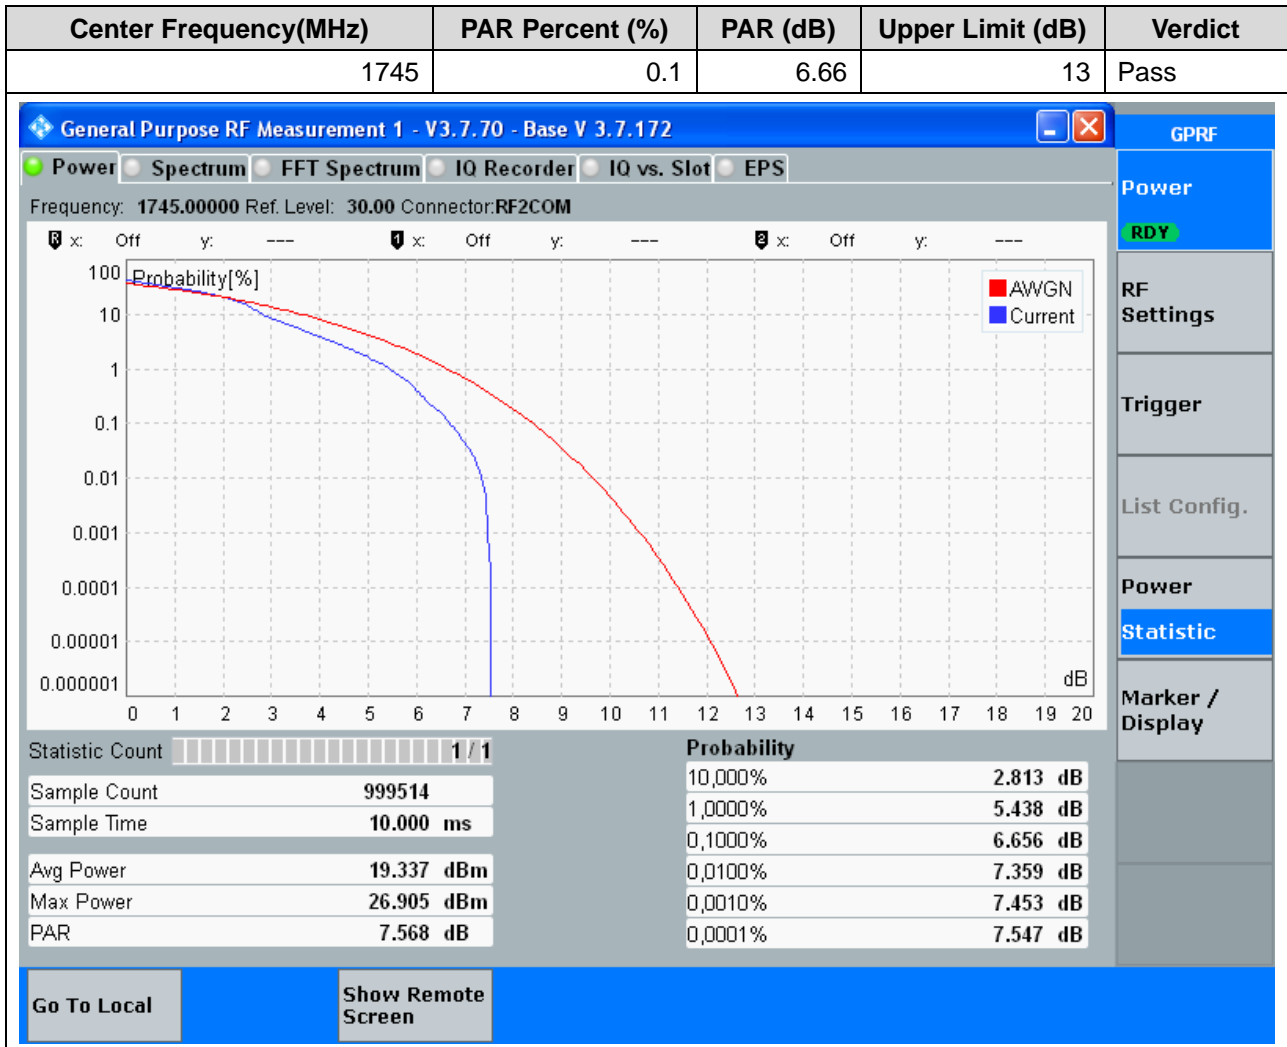 Center Frequency(MHz) PAR Percent (%) PAR (dB) Upper Limit (dB) Verdict
1745 0.1 6.66 13 Pass
General Purpose RF Measurement 1 - V3.7.70 - Base V 3.7.172
GPRF
Power Spectrum FFT Spectrum IQ Recorder IQ vs. Slot EPS
Frequency: 1745.00000 Ref. Level: 30.00 Connector:RF2COM
R x: Off y: --- 1 x: Off y: --- 2 x: Off y: ---
Probability[%]
100
10
1
0.1
0.01
0.001
0.0001
0.00001
0.000001
AWGN
Current
dB
0 1 2 3 4 5 6 7 8 9 10 11 12 13 14 15 16 17 18 19 20
Statistic Count 1 / 1
Sample Count 999514
Sample Time 10.000 ms
Avg Power 19.337 dBm
Max Power 26.905 dBm
PAR 7.568 dB
Probability
10,000% 2.813 dB
1,0000% 5.438 dB
0,1000% 6.656 dB
0,0100% 7.359 dB
0,0010% 7.453 dB
0,0001% 7.547 dB
Power
RDY
RF
Settings
Trigger
List Config.
Power
Statistic
Marker /
Display
Go To Local
Show Remote
Screen